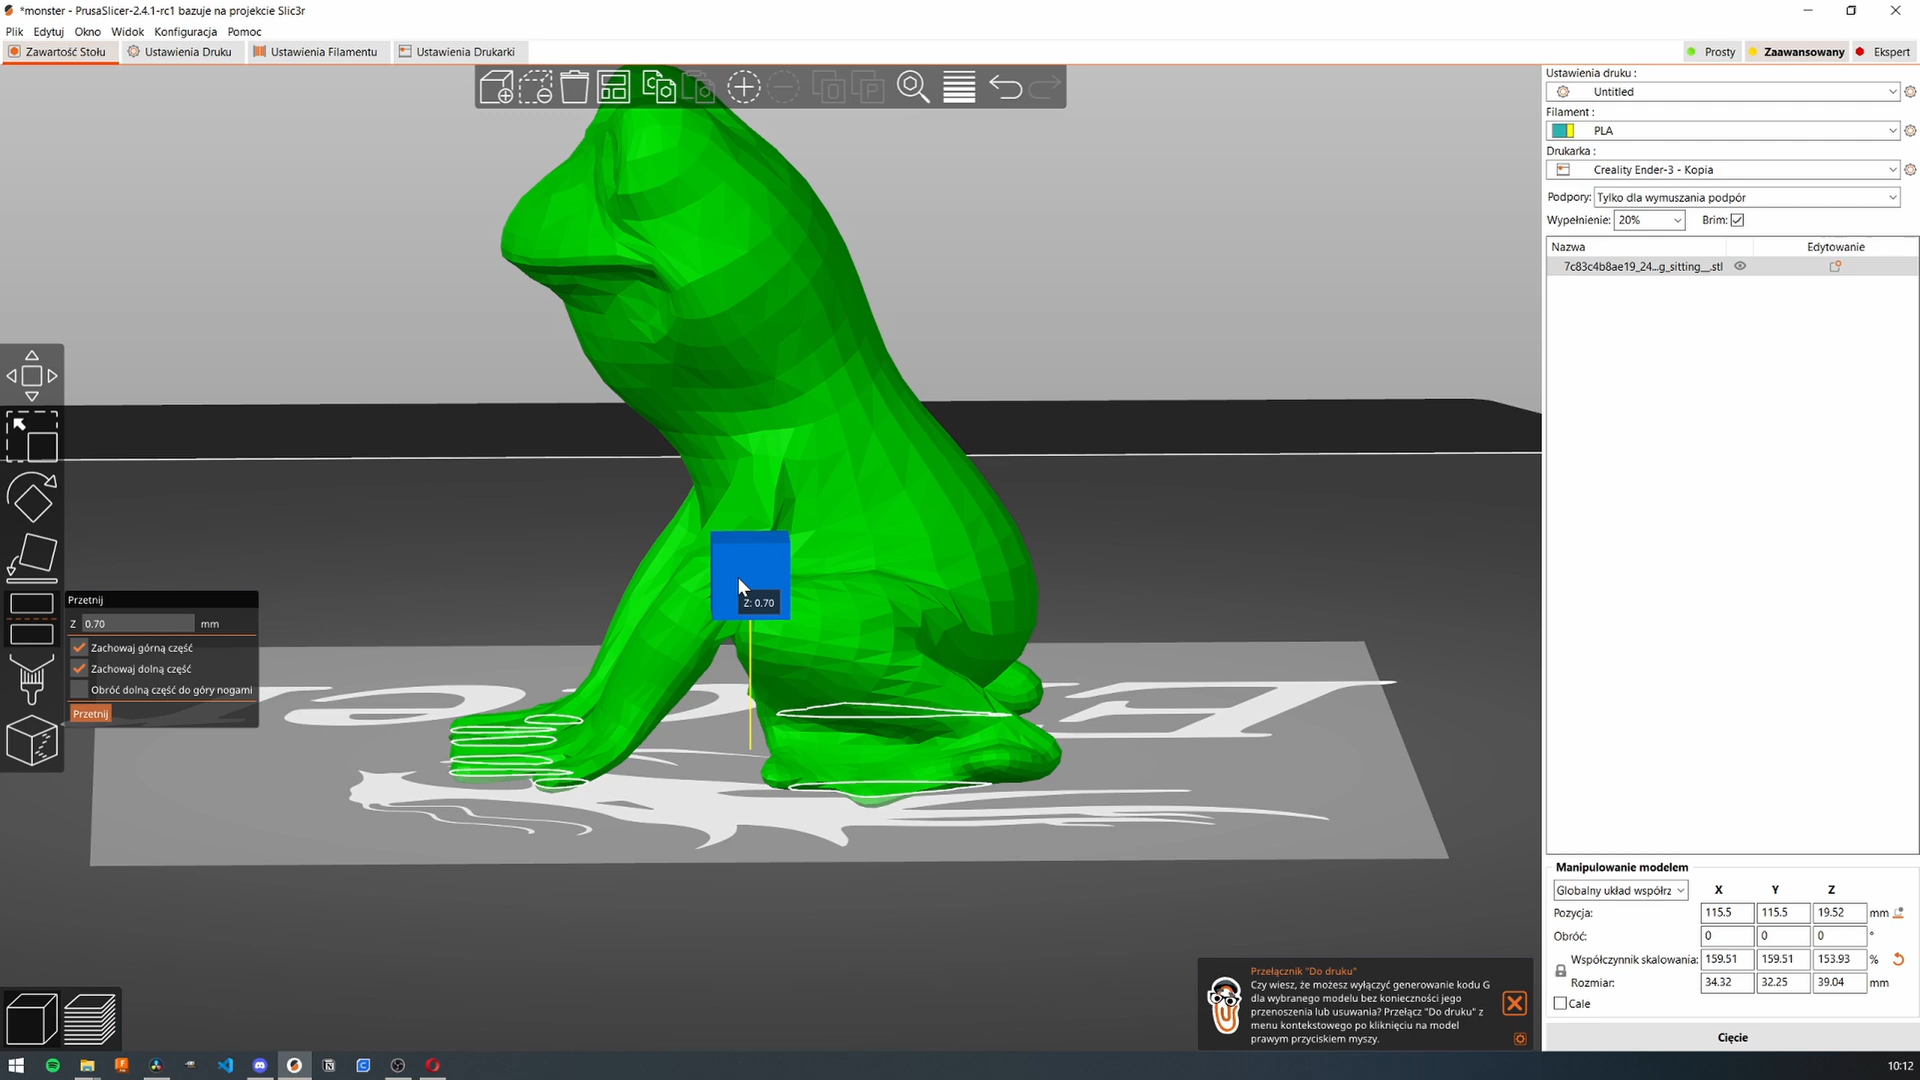 *monster - PrusaSlicer-2.4.1-rc1 bazuje na projekcie Slic3r
Plik Edytuj Okno Widok Konfiguracja Pomoc
Zawartość Stołu Ustawienia Druku Ustawienia Filamentu Ustawienia Drukarki
Prosty Zaawansowany Ekspert
Ustawienia druku :
Untitled
Filament :
PLA
Drukarka :
Creality Ender-3 - Kopia
Podpory: Tylko dla wymuszania podpór
Wypełnienie: 20% Brim:
Nazwa Edytowanie
7c83c4b8ae19_24...g_sitting__.stl
Z: 0.70
Przetnij
Z 0.70 mm
Zachowaj górną część
Zachowaj dolną część
Obróć dolną część do góry nogami
Przetnij
Manipulowanie modelem
Globalny układ współrz X Y Z
Pozycja: 115.5 115.5 19.52 mm
Obróć: 0 0 0 °
Współczynnik skalowania: 159.51 159.51 153.93 %
Rozmiar: 34.32 32.25 39.04 mm
Cale
Cięcie
Przełącznik "Do druku"
Czy wiesz, że możesz wyłączyć generowanie kodu G
dla wybranego modelu bez konieczności jego
przenoszenia lub usuwania? Przełącz "Do druku" z
menu kontekstowego po kliknięciu na model
prawym przyciskiem myszy.
10:12